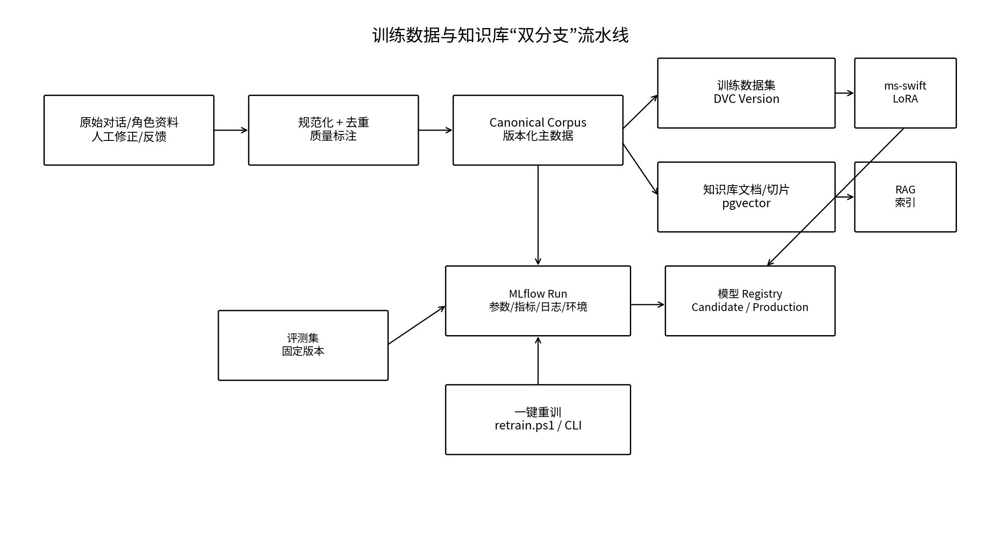 训练数据与知识库“双分支”流水线
原始对话/角色资料
人工修正/反馈
规范化 + 去重
质量标注
Canonical Corpus
版本化主数据
训练数据集
DVC Version
ms-swift
LoRA
知识库文档/切片
pgvector
RAG
索引
MLflow Run
参数/指标/日志/环境
模型 Registry
Candidate / Production
评测集
固定版本
一键重训
retrain.ps1 / CLI